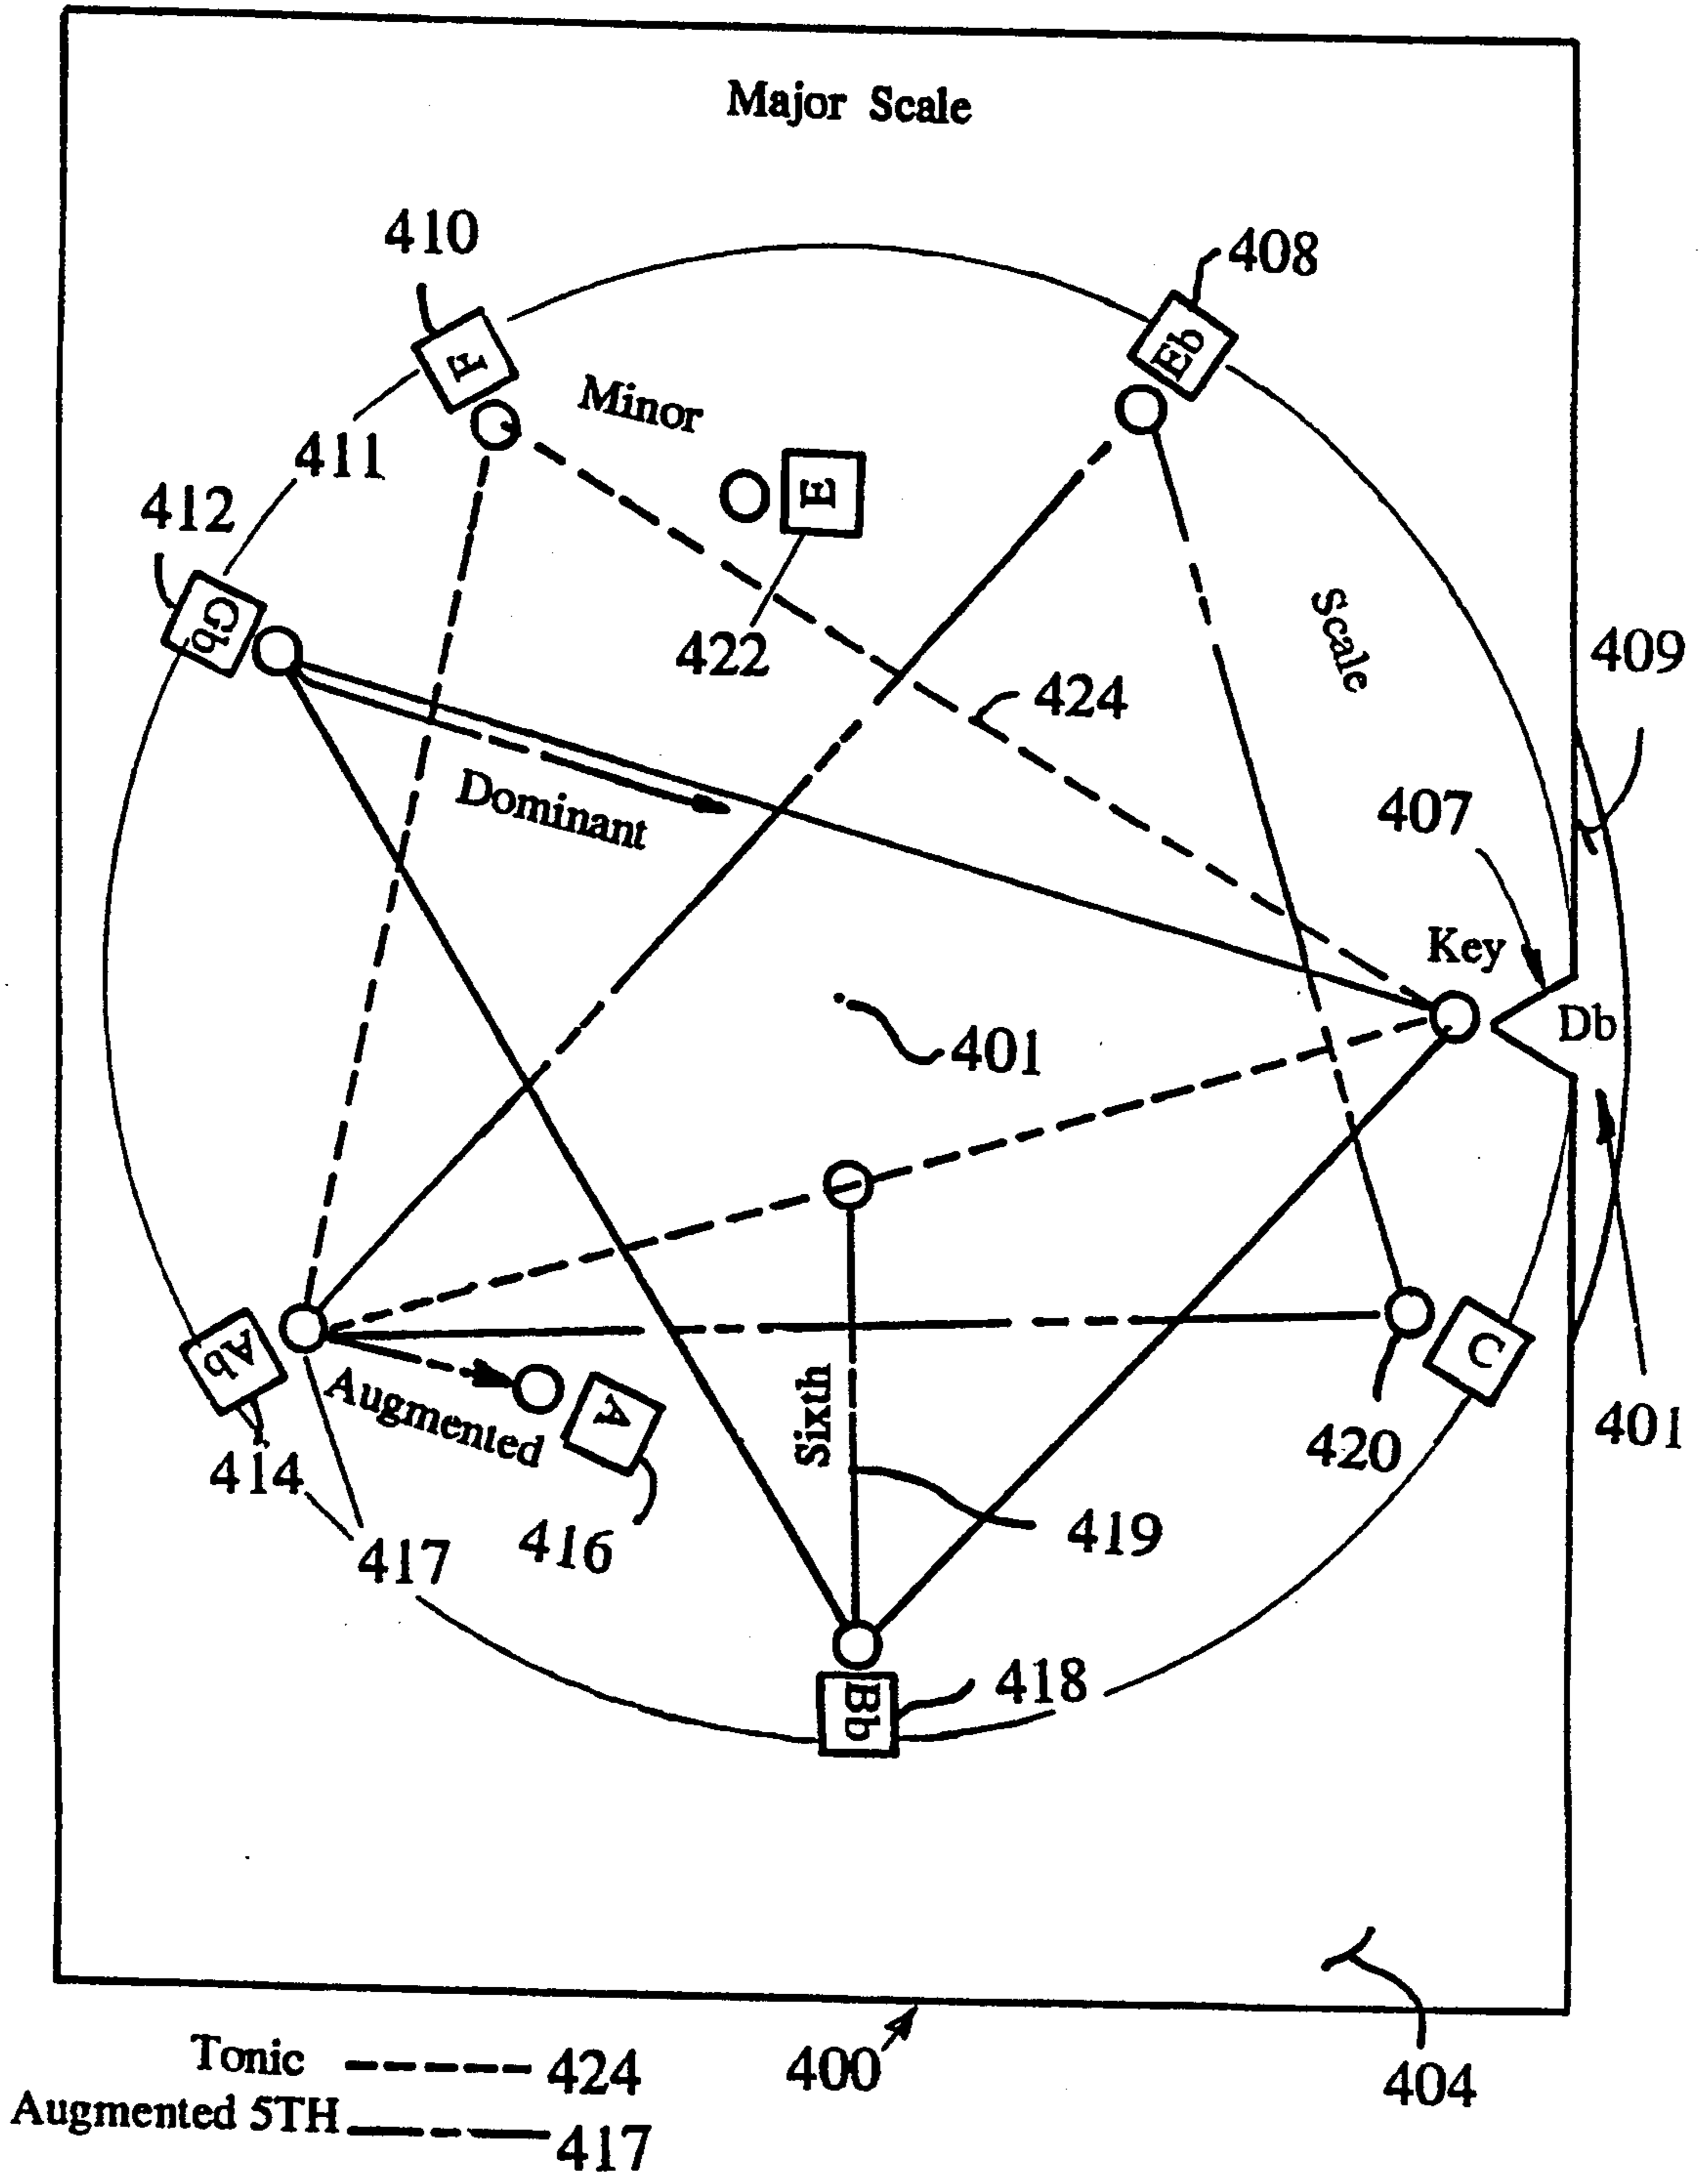 Major Scale
410
408
Eb
F
Minor
411
E
412
Scale
Gb
422
409
424
Dominant
407
Key
Db
401
Ab
C
Augmented
A
Sixth
414
420
401
416
419
417
418
Bb
Tonic 424
400
404
Augmented 5TH 417